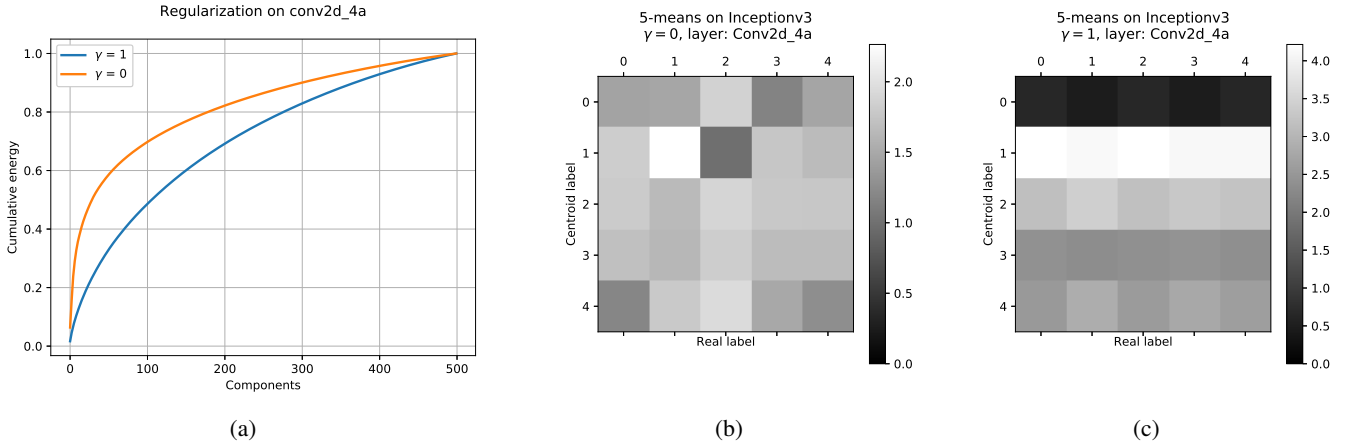 Regularization on conv2d_4a
γ = 1
γ = 0
1.0
0.8
0.6
0.4
0.2
0.0
Cumulative energy
0 100 200 300 400 500
Components
(a)
5-means on Inceptionv3
γ = 0, layer: Conv2d_4a
0 1 2 3 4
0
1
2
3
4
Centroid label
Real label
2.0
1.5
1.0
0.5
0.0
(b)
5-means on Inceptionv3
γ = 1, layer: Conv2d_4a
0 1 2 3 4
0
1
2
3
4
Centroid label
Real label
4.0
3.5
3.0
2.5
2.0
1.5
1.0
0.5
0.0
(c)